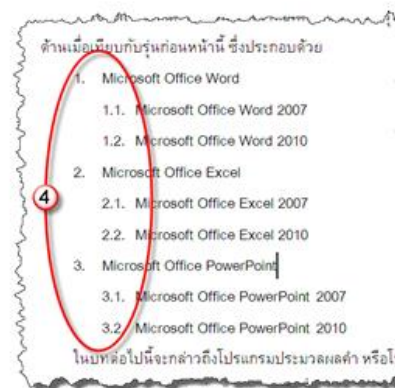 ด้านเมื่อเทียบกับรุ่นก่อนหน้านี้ ซึ่งประกอบด้วย
1. Microsoft Office Word
1.1. Microsoft Office Word 2007
1.2. Microsoft Office Word 2010
2. Microsoft Office Excel
2.1. Microsoft Office Excel 2007
2.2. Microsoft Office Excel 2010
4
3. Microsoft Office PowerPoint
3.1. Microsoft Office PowerPoint 2007
3.2. Microsoft Office PowerPoint 2010
ในบทต่อไปนี้จะกล่าวถึงโปรแกรมประมวลผลคำ หรือโ